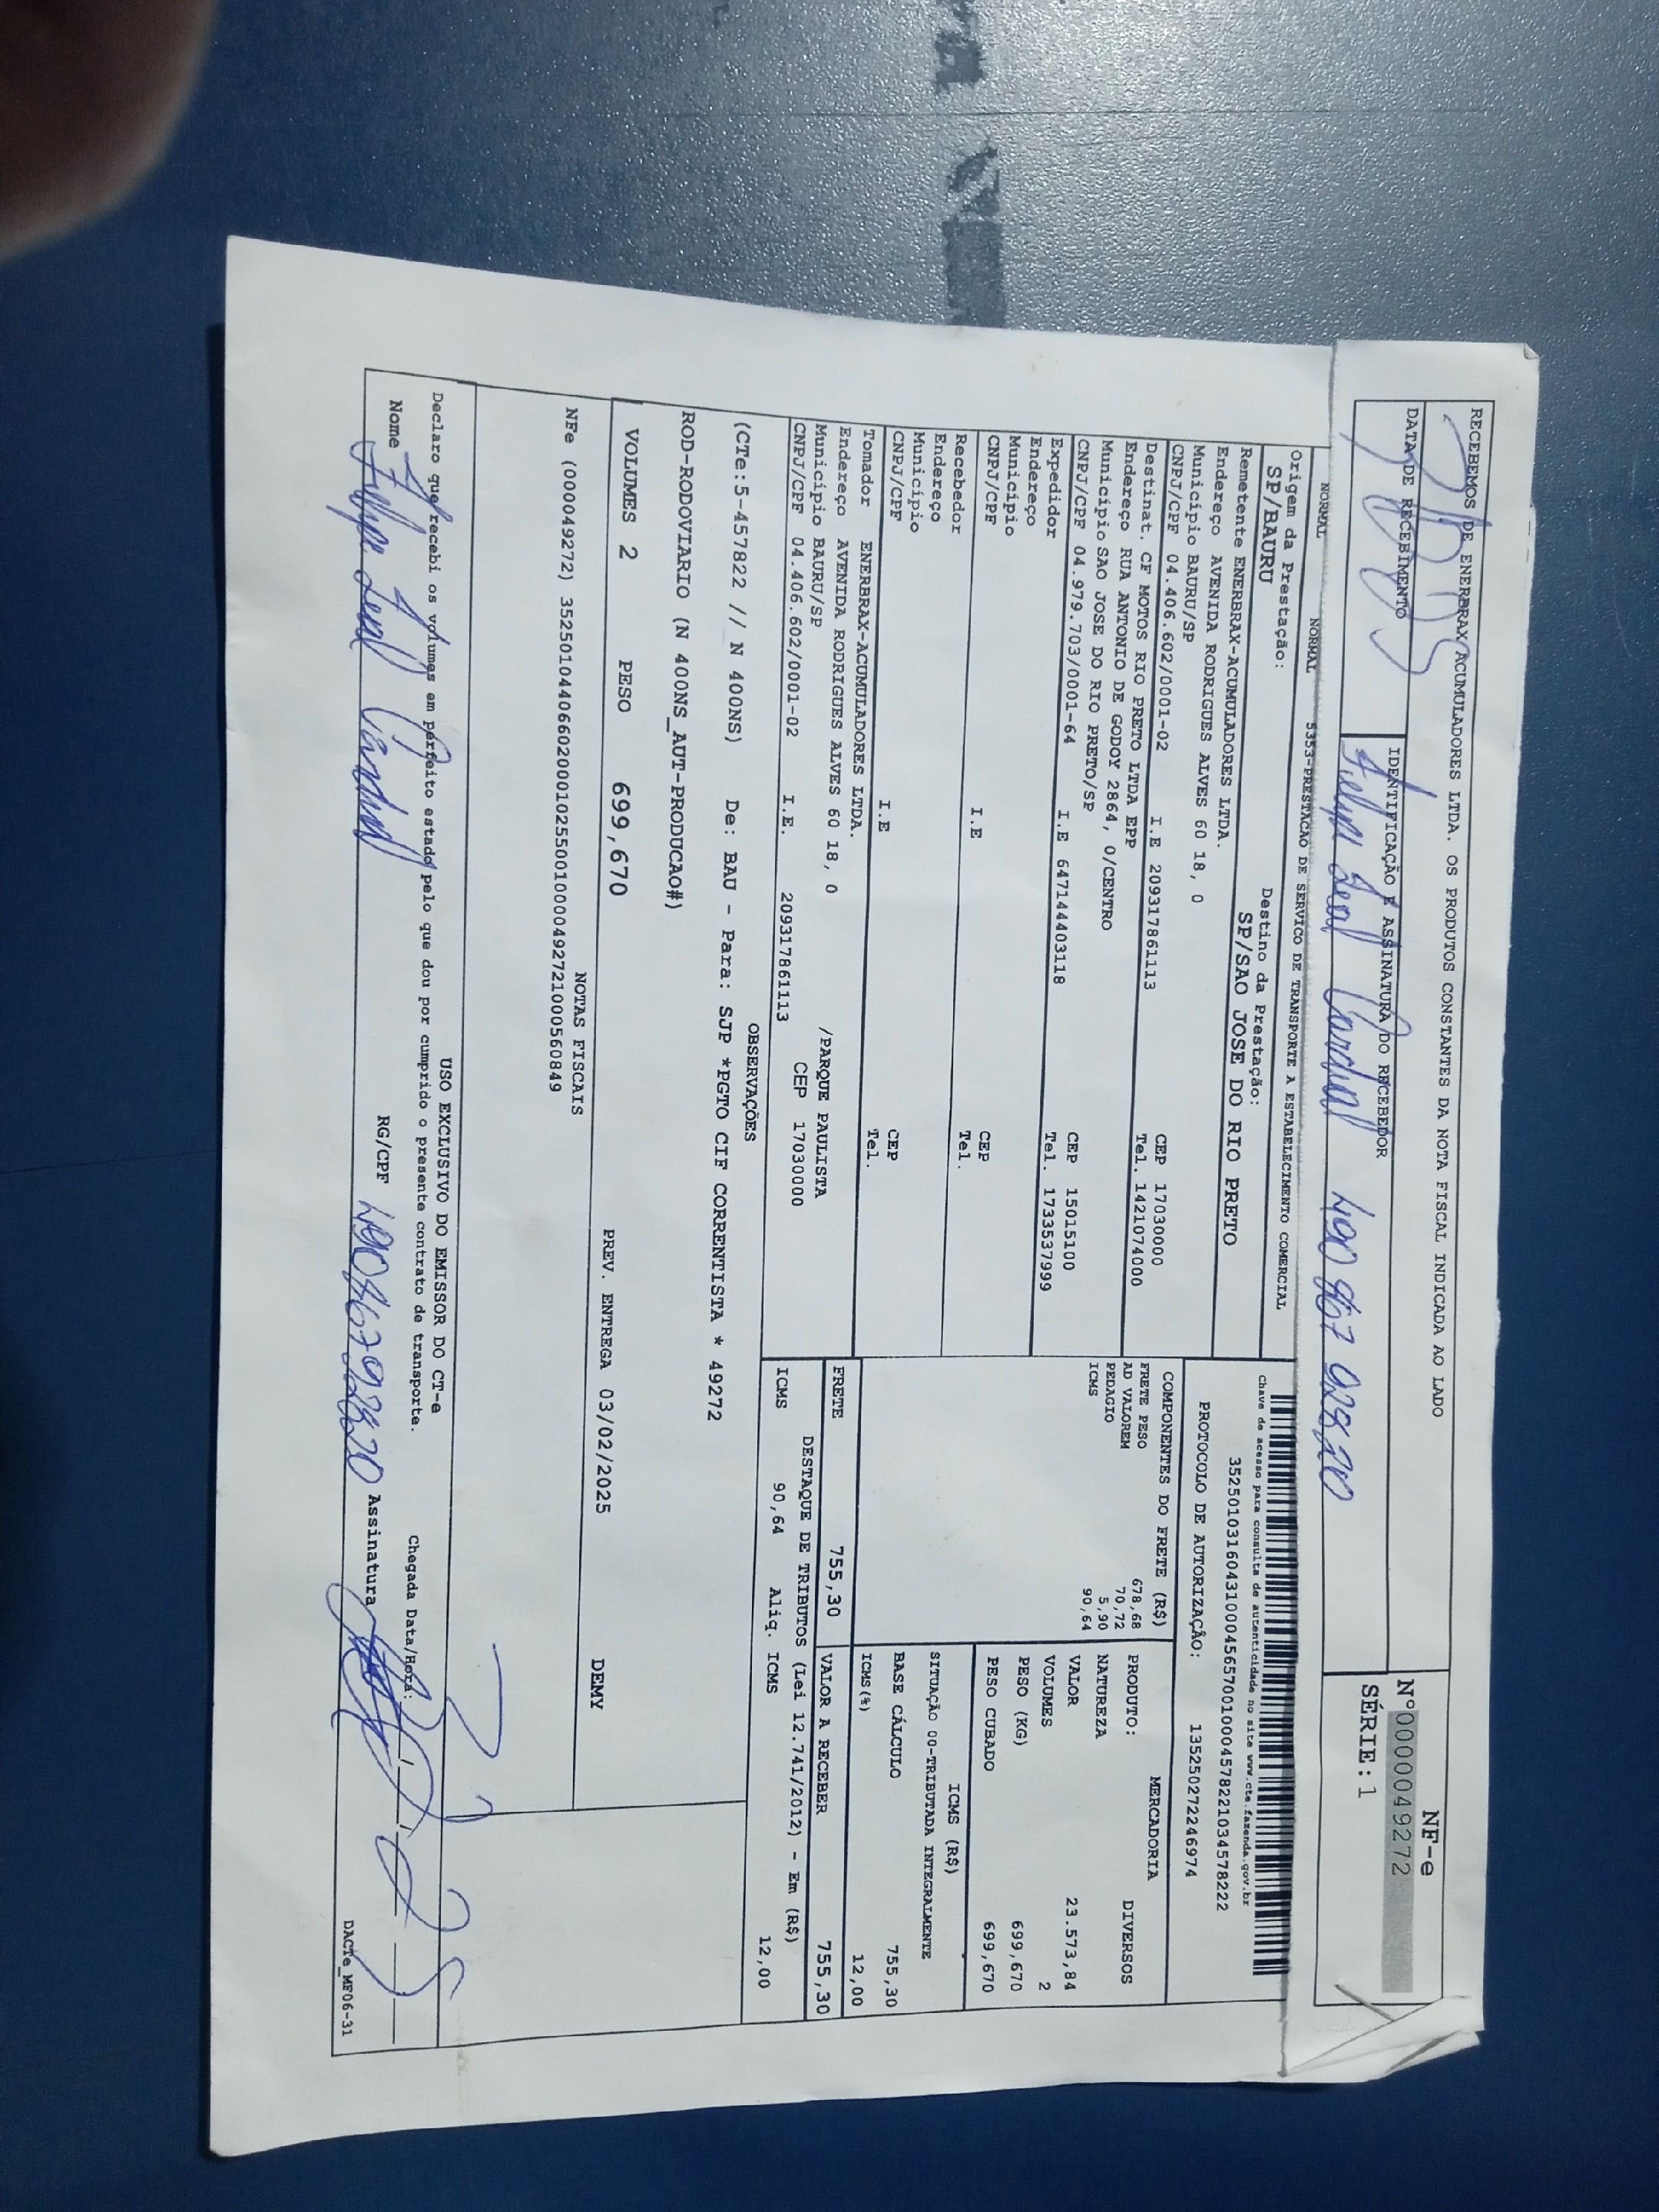 RECEBEMOS DE ENERBRAX ACUMULADORES LTDA. OS PRODUTOS CONSTANTES DA NOTA FISCAL INDICADA AO LADO
DATA DE RECEBIMENTO
IDENTIFICAÇÃO E ASSINATURA DO RECEBEDOR
Felipe Leal 490 867 928 20
NF-e
Nº000049272
SÉRIE:1
NORMAL NORMAL 5353-PRESTACAO DE SERVICO DE TRANSPORTE A ESTABELECIMENTO COMERCIAL
Origem da Prestação: Destino da Prestação:
SP/BAURU SP/SAO JOSE DO RIO PRETO
Remetente ENERBRAX-ACUMULADORES LTDA.
Endereço AVENIDA RODRIGUES ALVES 60 18, 0
Município BAURU/SP CEP 17030000
CNPJ/CPF 04.406.602/0001-02 I.E 209317861113 Tel. 1421074000
Destinat. CF MOTOS RIO PRETO LTDA EPP
Endereço RUA ANTONIO DE GODOY 2864, 0/CENTRO
Município SAO JOSE DO RIO PRETO/SP CEP 15015100
CNPJ/CPF 04.979.703/0001-64 I.E 647144403118 Tel. 1733537999
Expedidor
Endereço
Município CEP
CNPJ/CPF I.E Tel.
Recebedor
Endereço
Município CEP
CNPJ/CPF I.E Tel.
Tomador ENERBRAX-ACUMULADORES LTDA.
Endereço AVENIDA RODRIGUES ALVES 60 18, 0 /PARQUE PAULISTA
Município BAURU/SP CEP 17030000
CNPJ/CPF 04.406.602/0001-02 I.E. 209317861113
Chave de acesso para consulta de autenticidade no site www.cte.fazenda.gov.br
35250103160431000456570010004578221034578222
PROTOCOLO DE AUTORIZAÇÃO: 135250272246974
COMPONENTES DO FRETE (R$)
FRETE PESO 678,68
AD VALOREM 70,72
PEDAGIO 5,90
ICMS 90,64
MERCADORIA
PRODUTO: DIVERSOS
NATUREZA
VALOR 23.573,84
VOLUMES 2
PESO (KG) 699,670
PESO CUBADO 699,670
ICMS (R$)
SITUAÇÃO 00-TRIBUTADA INTEGRALMENTE
BASE CÁLCULO 755,30
ICMS(%) 12,00
FRETE 755,30 VALOR A RECEBER 755,30
DESTAQUE DE TRIBUTOS (Lei 12.741/2012) - Em (R$)
ICMS 90,64 Aliq. ICMS 12,00
OBSERVAÇÕES
(CTe:5-457822 // N 400NS) De: BAU - Para: SJP *PGTO CIF CORRENTISTA * 49272
ROD-RODOVIARIO (N 400NS_AUT-PRODUCAO#)
VOLUMES 2 PESO 699,670 PREV. ENTREGA 03/02/2025 DEMY
NOTAS FISCAIS
NFe (000049272) 35250104406602000102550010000492721000560849
USO EXCLUSIVO DO EMISSOR DO CT-e
Declaro que recebi os volumes em perfeito estado pelo que dou por cumprido o presente contrato de transporte. Chegada Data/Hora:
Nome Felipe Leal RG/CPF 49086792820 Assinatura
DACTe_MF06-31